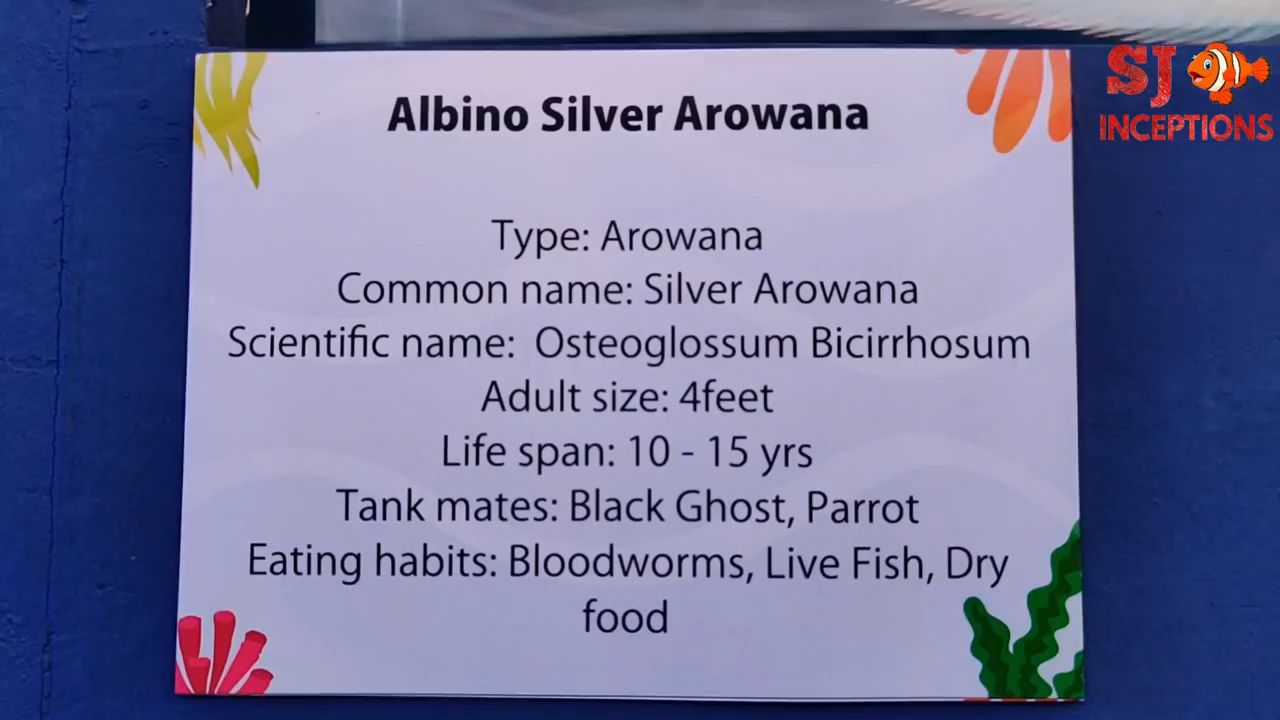 Albino Silver Arowana
Type: Arowana
Common name: Silver Arowana
Scientific name: Osteoglossum Bicirrhosum
Adult size: 4feet
Life span: 10 - 15 yrs
Tank mates: Black Ghost, Parrot
Eating habits: Bloodworms, Live Fish, Dry
food
SJ
INCEPTIONS